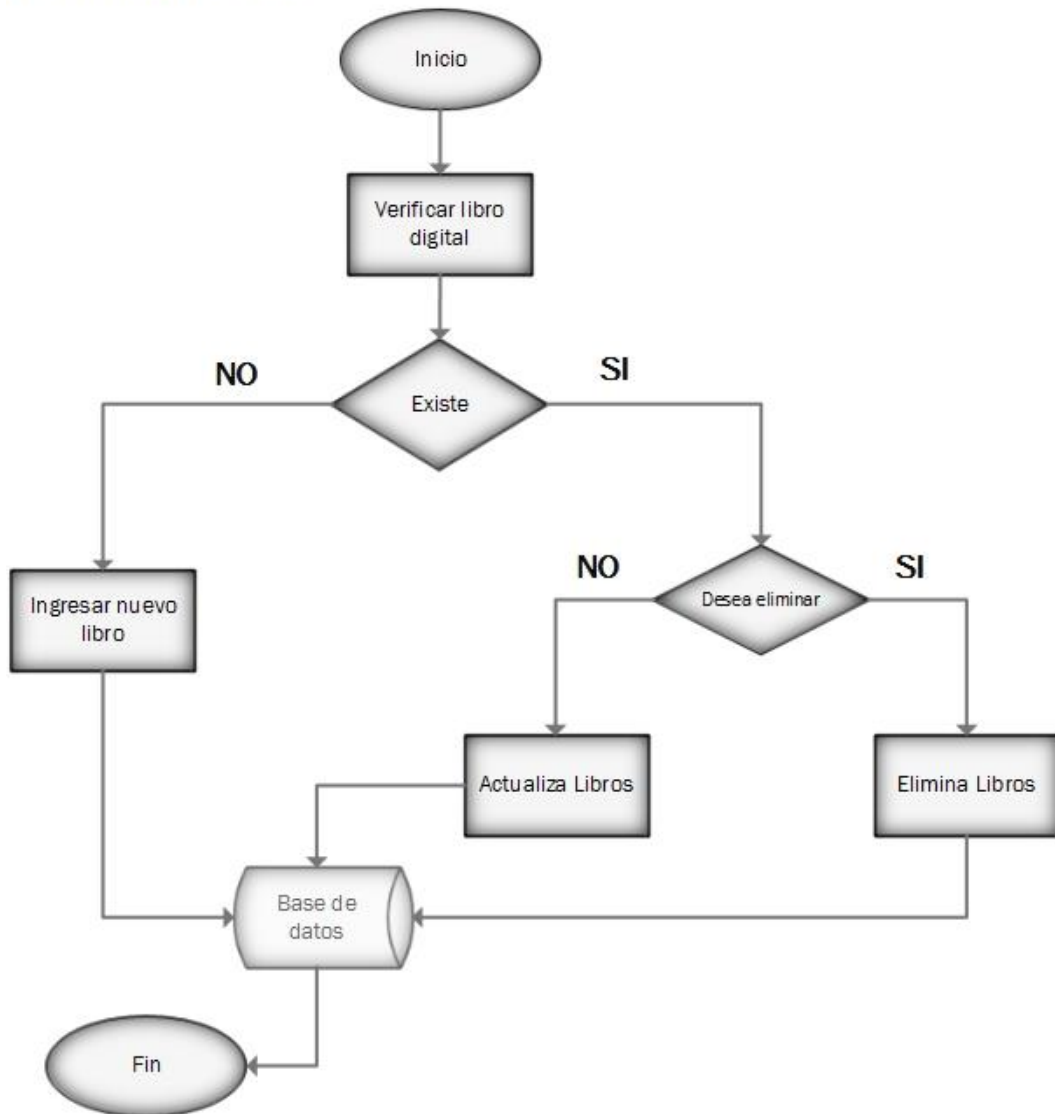 Inicio
Verificar libro
digital
NO
SI
Existe
Ingresar nuevo
libro
NO
SI
Desea eliminar
Actualiza Libros
Elimina Libros
Base de
datos
Fin